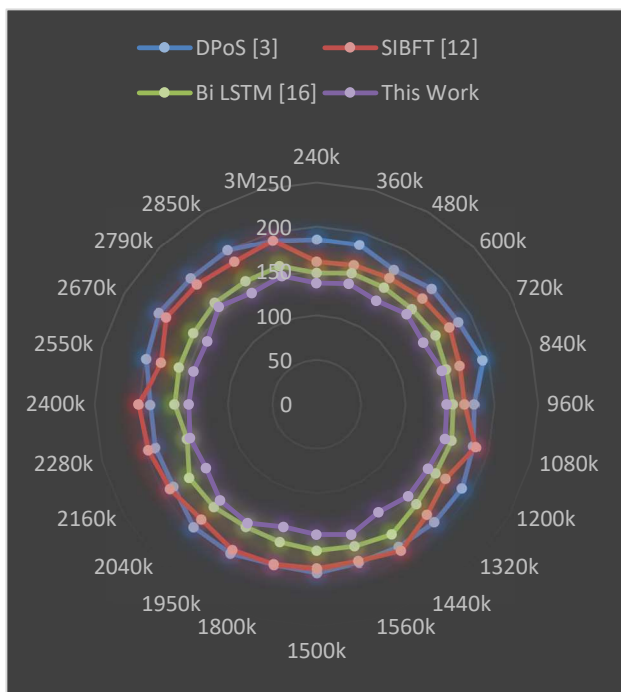 DPoS [3] SIBFT [12]
Bi LSTM [16] This Work
240k
3M 360k
2850k 250 480k
2790k 200 600k
2670k 150 720k
2550k 100 840k
50
2400k 0 960k
2280k 1080k
2160k 1200k
2040k 1320k
1950k 1440k
1800k 1560k
1500k